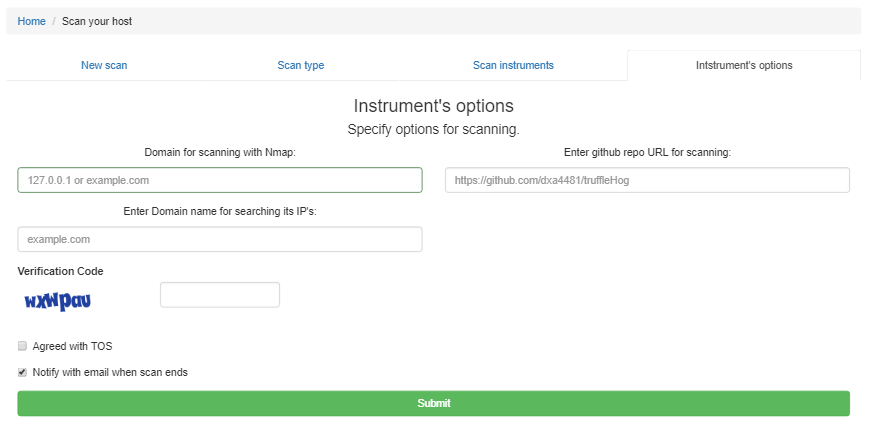 Home / Scan your host
New scan
Scan type
Scan instruments
Intstrument's options
Instrument's options
Specify options for scanning.
Domain for scanning with Nmap:
Enter github repo URL for scanning:
127.0.0.1 or example.com
https://github.com/dxa4481/truffleHog
Enter Domain name for searching its IP's:
example.com
Verification Code
wxwpau
Agreed with TOS
Notify with email when scan ends
Submit